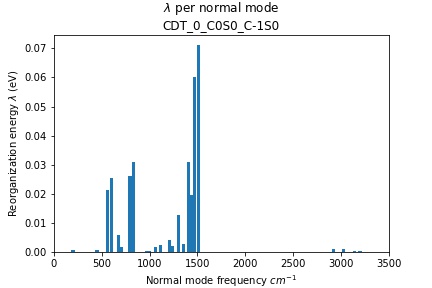 λ per normal mode
CDT_0_C0S0_C-1S0
Reorganization energy λ (eV)
0.07
0.06
0.05
0.04
0.03
0.02
0.01
0.00
0 500 1000 1500 2000 2500 3000 3500
Normal mode frequency cm⁻¹